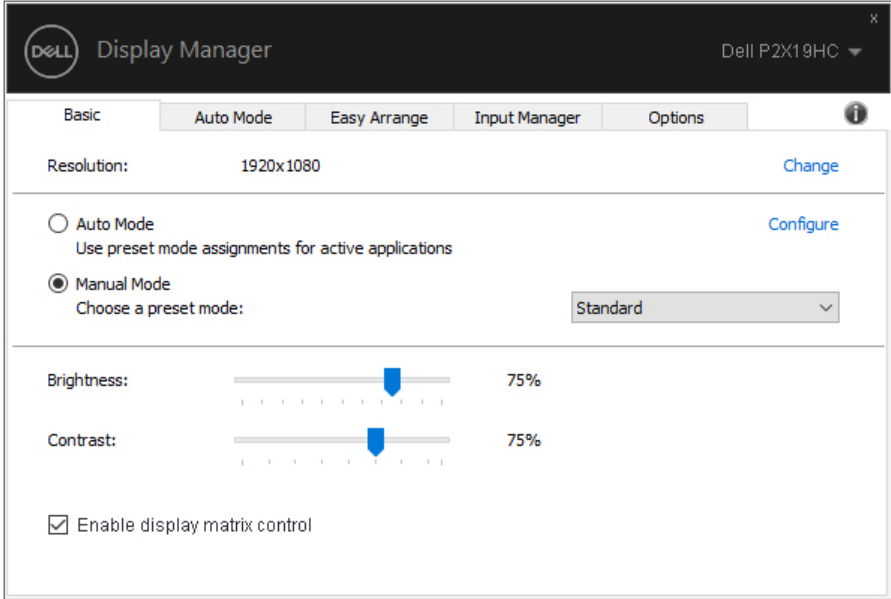 x
DELL Display Manager Dell P2X19HC
Basic Auto Mode Easy Arrange Input Manager Options i
Resolution: 1920x1080 Change
Auto Mode Configure
Use preset mode assignments for active applications
Manual Mode
Choose a preset mode: Standard
Brightness: 75%
Contrast: 75%
Enable display matrix control